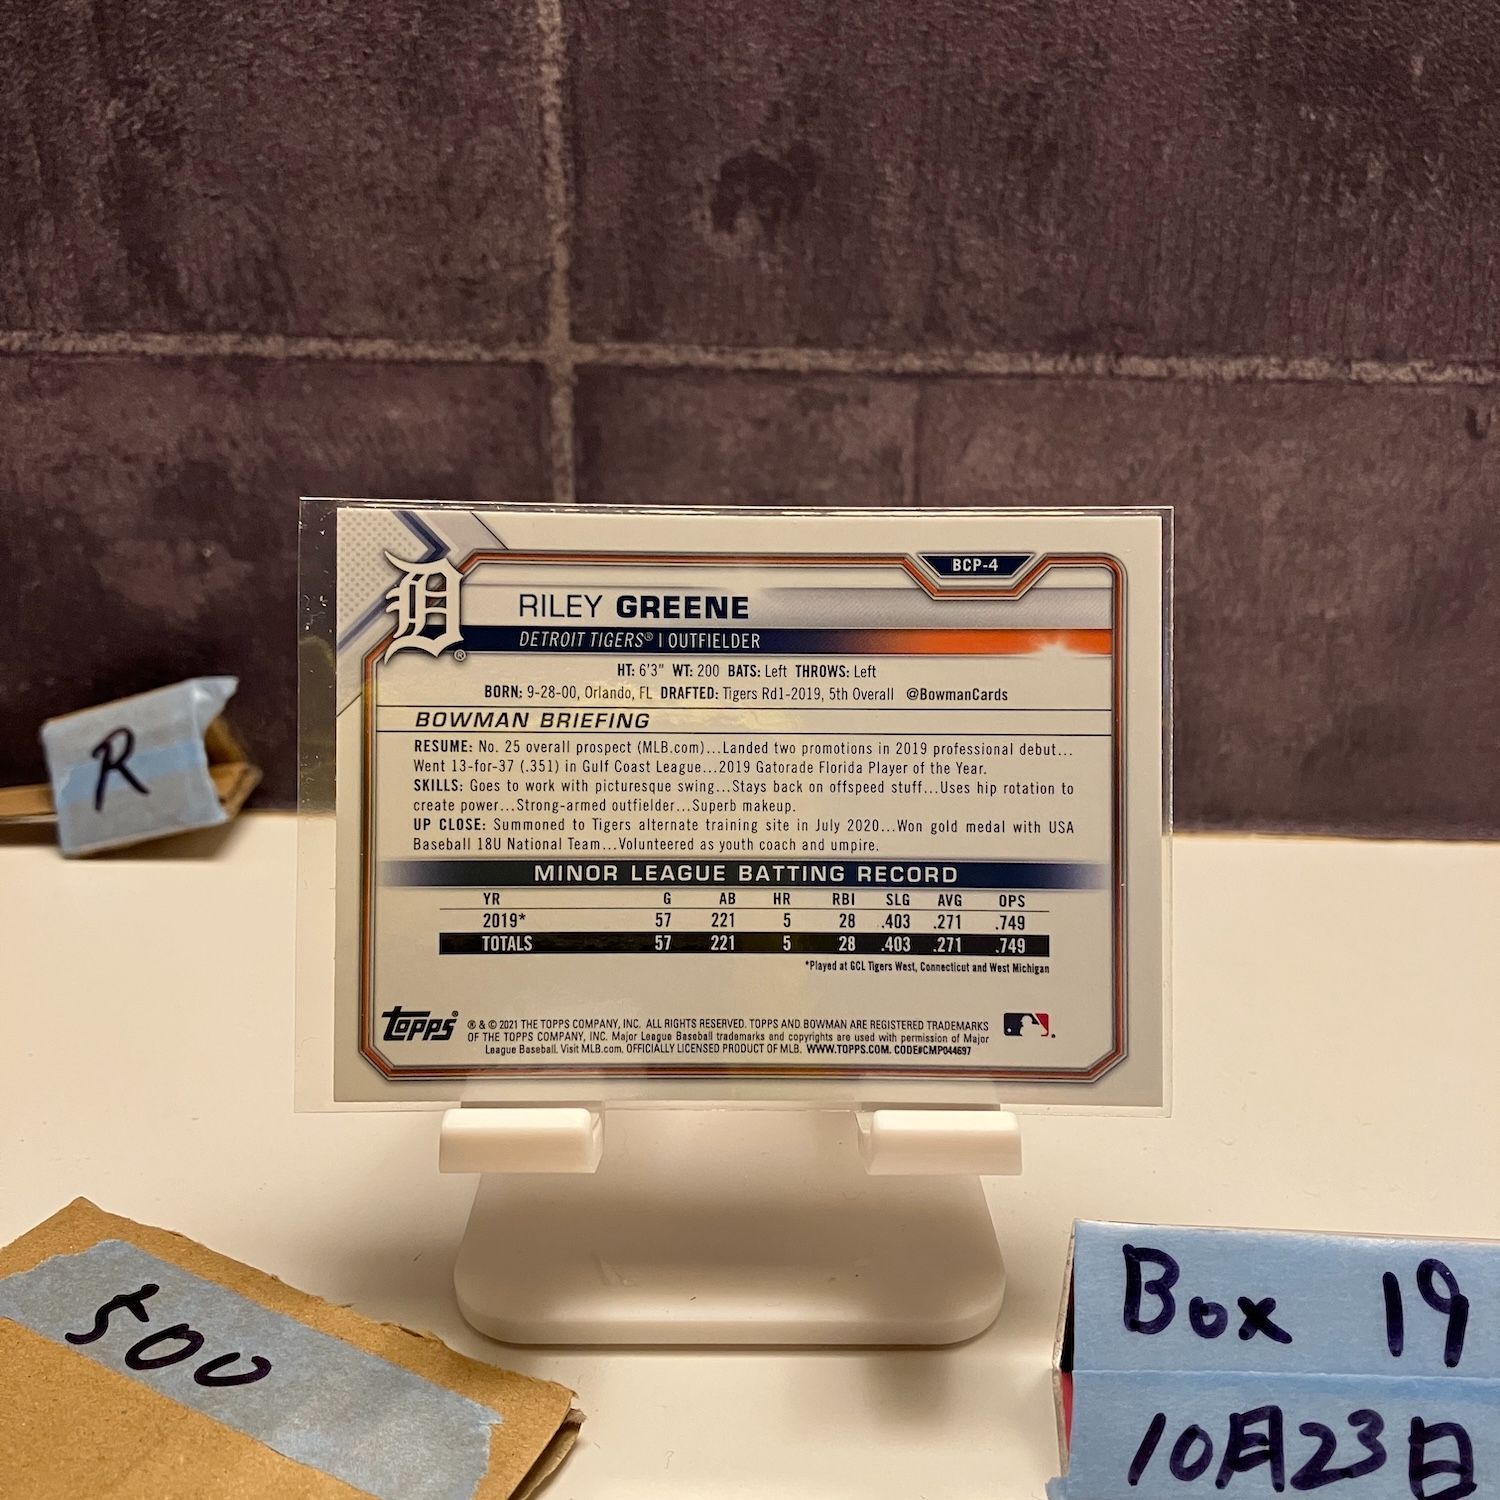 BCP-4
RILEY GREENE
DETROIT TIGERS® | OUTFIELDER
HT: 6'3" WT: 200 BATS: Left THROWS: Left
BORN: 9-28-00, Orlando, FL DRAFTED: Tigers Rd1-2019, 5th Overall @BowmanCards
BOWMAN BRIEFING
RESUME: No. 25 overall prospect (MLB.com)...Landed two promotions in 2019 professional debut...
Went 13-for-37 (.351) in Gulf Coast League...2019 Gatorade Florida Player of the Year.
SKILLS: Goes to work with picturesque swing...Stays back on offspeed stuff...Uses hip rotation to
create power...Strong-armed outfielder...Superb makeup.
UP CLOSE: Summoned to Tigers alternate training site in July 2020...Won gold medal with USA
Baseball 18U National Team...Volunteered as youth coach and umpire.
MINOR LEAGUE BATTING RECORD
YR G AB HR RBI SLG AVG OPS
2019* 57 221 5 28 .403 .271 .749
TOTALS 57 221 5 28 .403 .271 .749
*Played at GCL Tigers West, Connecticut and West Michigan
Topps®
® & © 2021 THE TOPPS COMPANY, INC. ALL RIGHTS RESERVED. TOPPS AND BOWMAN ARE REGISTERED TRADEMARKS
OF THE TOPPS COMPANY, INC. Major League Baseball trademarks and copyrights are used with permission of Major
League Baseball. Visit MLB.com. OFFICIALLY LICENSED PRODUCT OF MLB. WWW.TOPPS.COM. CODE#CMP044697
R
500
Box 19
10月23日